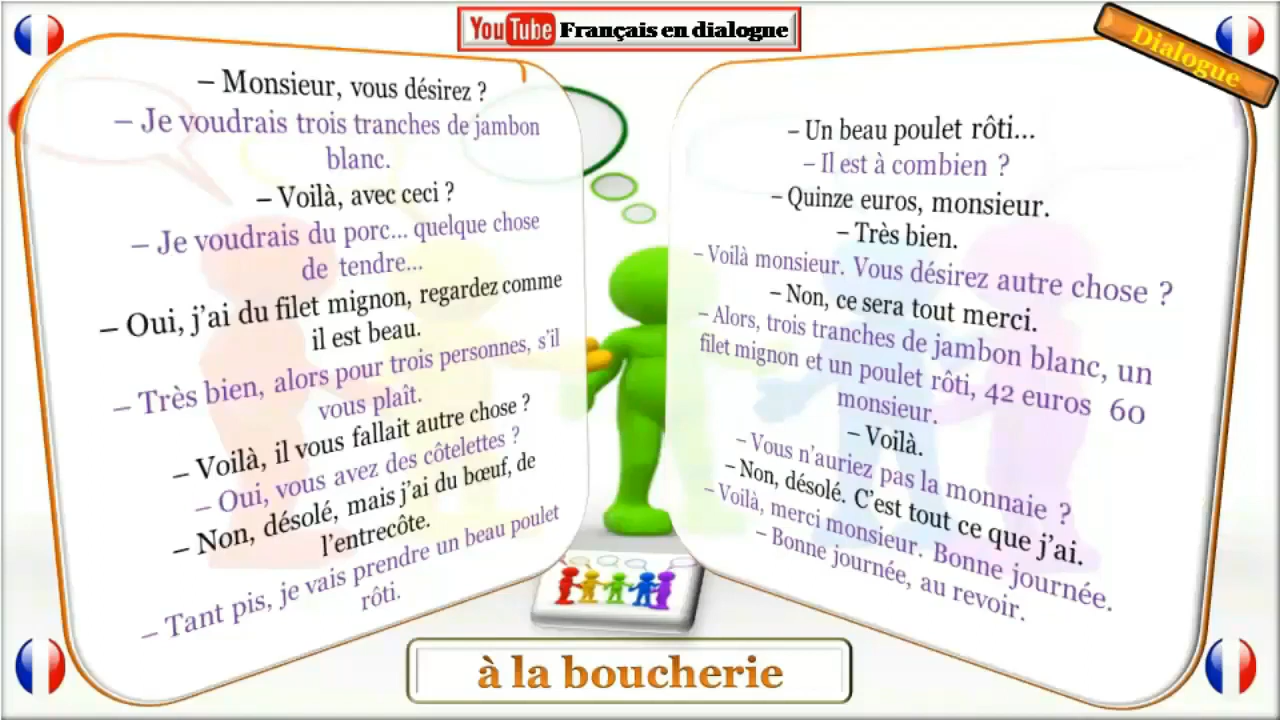 YouTube Français en dialogue
Dialogue
– Monsieur, vous désirez ?
– Je voudrais trois tranches de jambon
blanc.
– Voilà, avec ceci ?
– Je voudrais du porc... quelque chose
de tendre...
– Oui, j’ai du filet mignon, regardez comme
il est beau.
– Très bien, alors pour trois personnes, s’il
vous plaît.
– Voilà, il vous fallait autre chose ?
– Oui, vous avez des côtelettes ?
– Non, désolé, mais j’ai du bœuf, de
l’entrecôte.
– Tant pis, je vais prendre un beau poulet
rôti.
– Un beau poulet rôti...
– Il est à combien ?
– Quinze euros, monsieur.
– Très bien.
– Voilà monsieur. Vous désirez autre chose ?
– Non, ce sera tout merci.
– Alors, trois tranches de jambon blanc, un
filet mignon et un poulet rôti, 42 euros 60
monsieur.
– Voilà.
– Vous n’auriez pas la monnaie ?
– Non, désolé. C’est tout ce que j’ai.
– Voilà, merci monsieur. Bonne journée.
– Bonne journée, au revoir.
à la boucherie